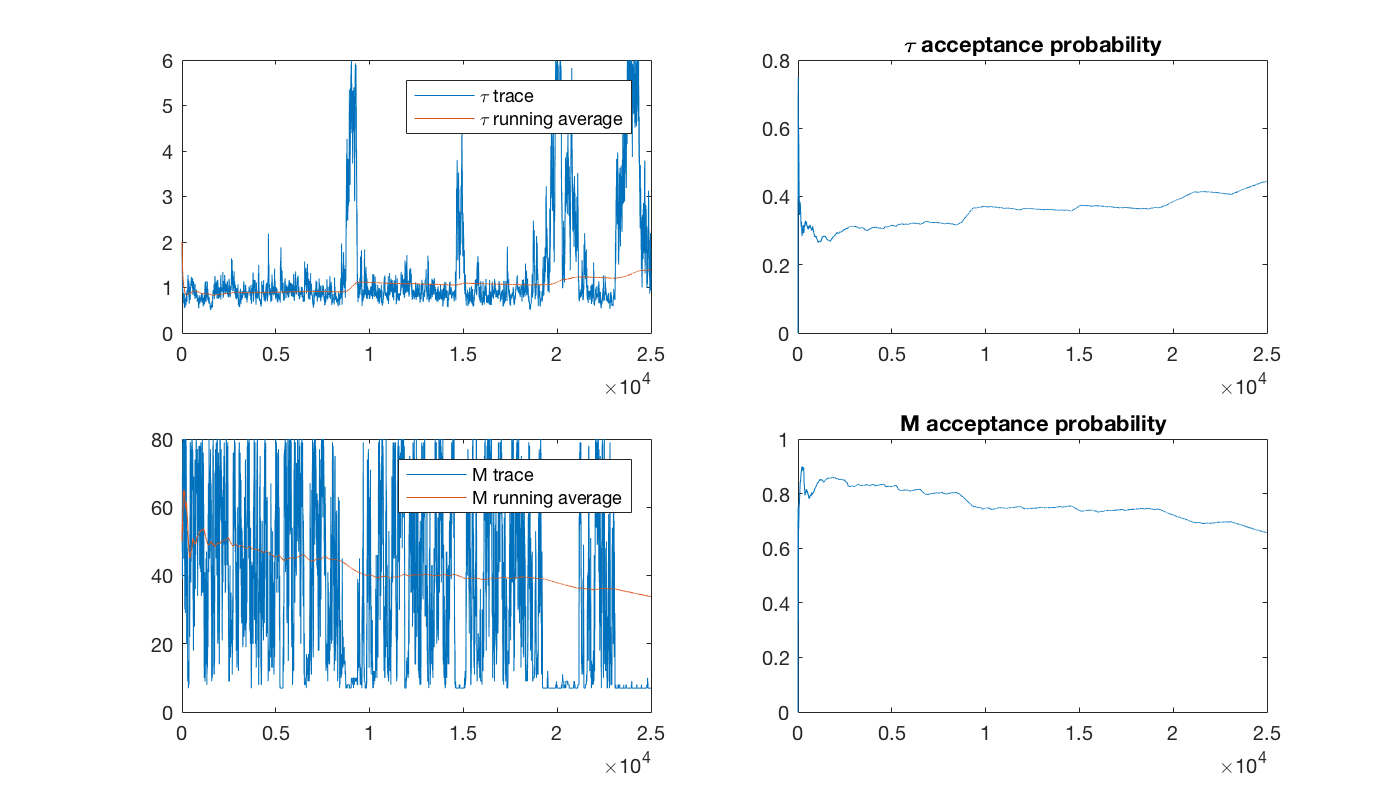 6
5
4
3
2
1
0
τ trace
τ running average
0 0.5 1 1.5 2 2.5
×10^4
τ acceptance probability
0.8
0.6
0.4
0.2
0
0 0.5 1 1.5 2 2.5
×10^4
80
60
40
20
0
M trace
M running average
0 0.5 1 1.5 2 2.5
×10^4
M acceptance probability
1
0.8
0.6
0.4
0.2
0
0 0.5 1 1.5 2 2.5
×10^4